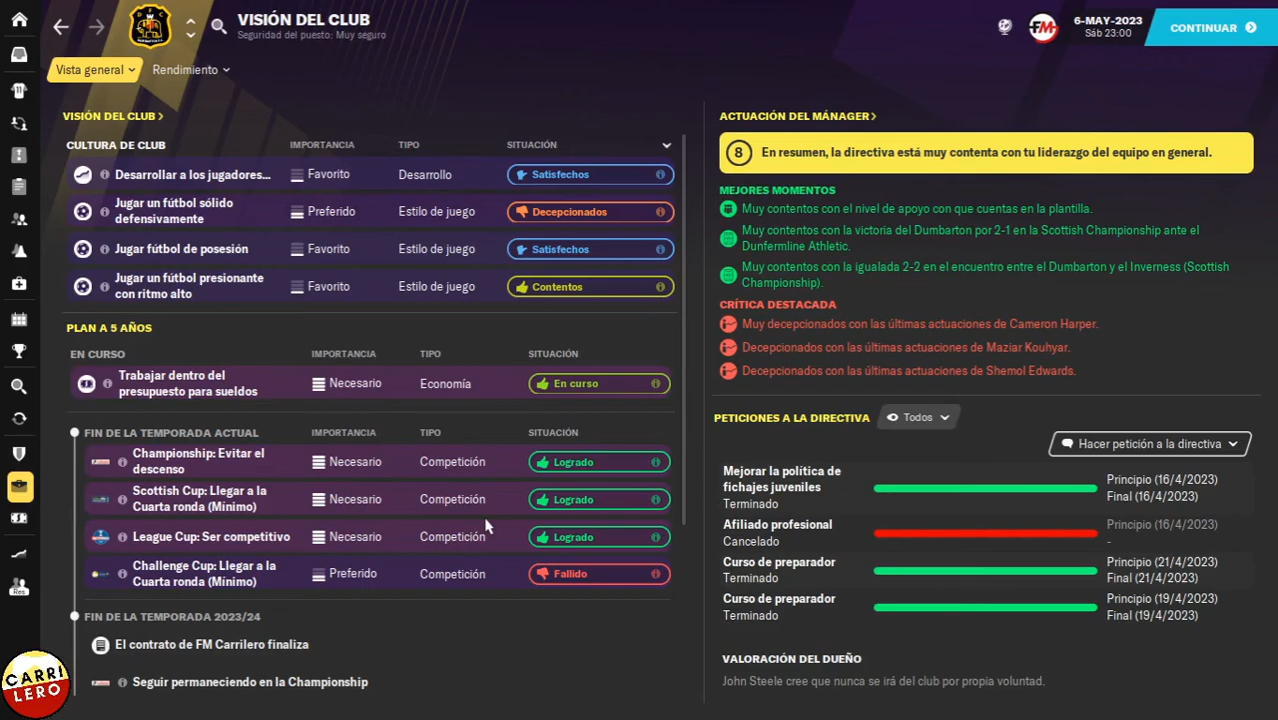 VISIÓN DEL CLUB
Seguridad del puesto: Muy seguro
6-MAY-2023
Sáb 23:00
CONTINUAR
Vista general
Rendimiento
VISIÓN DEL CLUB >
CULTURA DE CLUB IMPORTANCIA TIPO SITUACIÓN
Desarrollar a los jugadores... Favorito Desarrollo Satisfechos
Jugar un fútbol sólido
defensivamente Preferido Estilo de juego Decepcionados
Jugar fútbol de posesión Favorito Estilo de juego Satisfechos
Jugar un fútbol presionante
con ritmo alto Favorito Estilo de juego Contentos
PLAN A 5 AÑOS
EN CURSO IMPORTANCIA TIPO SITUACIÓN
Trabajar dentro del
presupuesto para sueldos Necesario Economía En curso
FIN DE LA TEMPORADA ACTUAL IMPORTANCIA TIPO SITUACIÓN
Championship: Evitar el
descenso Necesario Competición Logrado
Scottish Cup: Llegar a la
Cuarta ronda (Mínimo) Necesario Competición Logrado
League Cup: Ser competitivo Necesario Competición Logrado
Challenge Cup: Llegar a la
Cuarta ronda (Mínimo) Preferido Competición Fallido
FIN DE LA TEMPORADA 2023/24
El contrato de FM Carrilero finaliza
Seguir permaneciendo en la Championship
ACTUACIÓN DEL MÁNAGER >
8 En resumen, la directiva está muy contenta con tu liderazgo del equipo en general.
MEJORES MOMENTOS
Muy contentos con el nivel de apoyo con que cuentas en la plantilla.
Muy contentos con la victoria del Dumbarton por 2-1 en la Scottish Championship ante el
Dunfermline Athletic.
Muy contentos con la igualada 2-2 en el encuentro entre el Dumbarton y el Inverness (Scottish
Championship).
CRÍTICA DESTACADA
Muy decepcionados con las últimas actuaciones de Cameron Harper.
Decepcionados con las últimas actuaciones de Maziar Kouhyar.
Decepcionados con las últimas actuaciones de Shemol Edwards.
PETICIONES A LA DIRECTIVA Todos
Hacer petición a la directiva
Mejorar la política de
fichajes juveniles
Terminado
Principio (16/4/2023)
Final (16/4/2023)
Afiliado profesional
Cancelado
Principio (16/4/2023)
-
Curso de preparador
Terminado
Principio (21/4/2023)
Final (21/4/2023)
Curso de preparador
Terminado
Principio (19/4/2023)
Final (19/4/2023)
VALORACIÓN DEL DUEÑO
John Steele cree que nunca se irá del club por propia voluntad.
FM
11
Res
CARRI
LERO